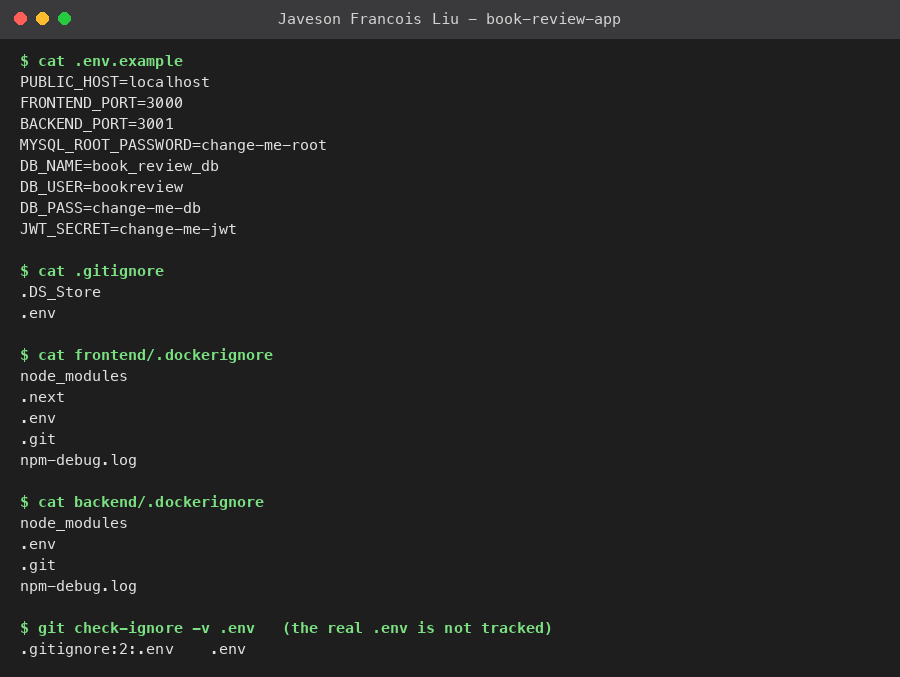 Javeson Francois Liu — book-review-app
$ cat .env.example
PUBLIC_HOST=localhost
FRONTEND_PORT=3000
BACKEND_PORT=3001
MYSQL_ROOT_PASSWORD=change-me-root
DB_NAME=book_review_db
DB_USER=bookreview
DB_PASS=change-me-db
JWT_SECRET=change-me-jwt
$ cat .gitignore
.DS_Store
.env
$ cat frontend/.dockerignore
node_modules
.next
.env
.git
npm-debug.log
$ cat backend/.dockerignore
node_modules
.env
.git
npm-debug.log
$ git check-ignore -v .env   (the real .env is not tracked)
.gitignore:2:.env    .env